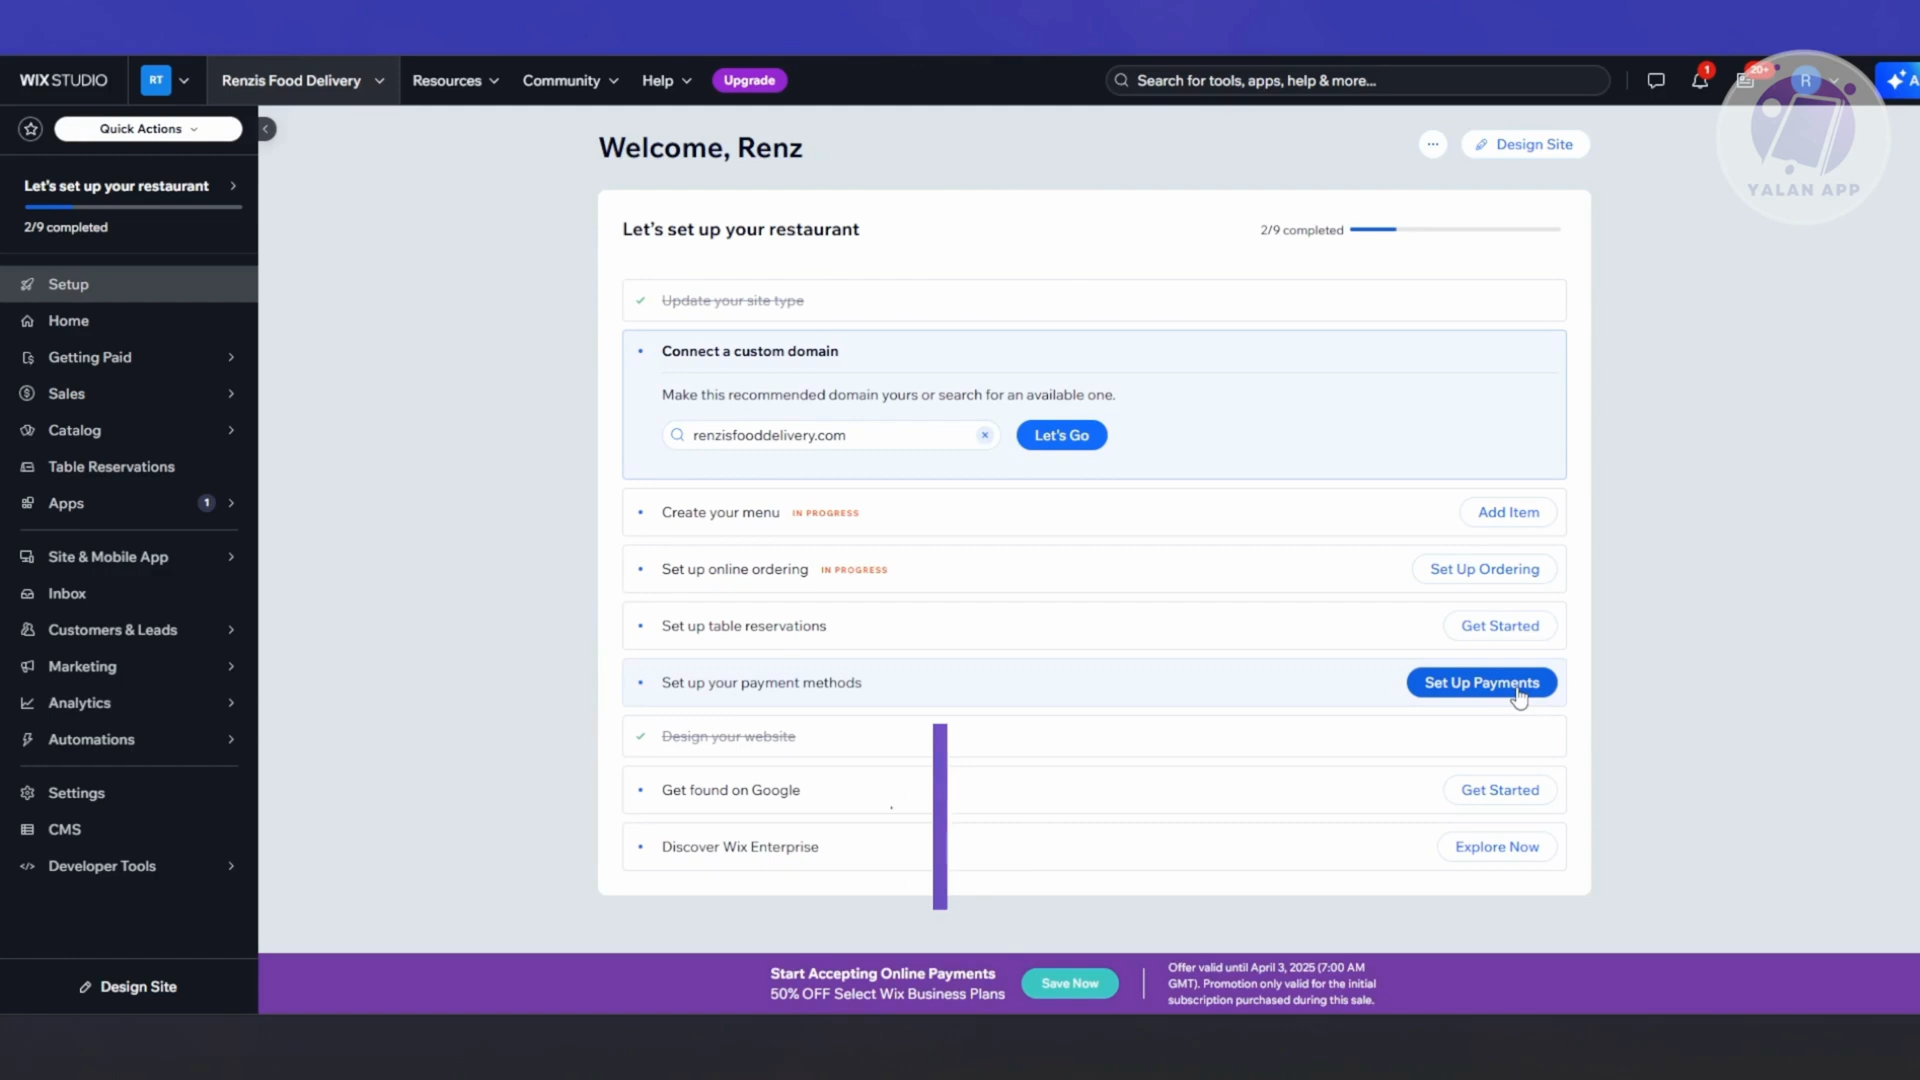 WIX STUDIO
RT
Renzis Food Delivery
Resources
Community
Help
Upgrade
Search for tools, apps, help & more...
1
20+
R
A
YALAN APP
Quick Actions
Let's set up your restaurant
2/9 completed
Setup
Home
Getting Paid
Sales
Catalog
Table Reservations
Apps
1
Site & Mobile App
Inbox
Customers & Leads
Marketing
Analytics
Automations
Settings
CMS
Developer Tools
Design Site
Welcome, Renz
Design Site
Let's set up your restaurant
2/9 completed
Update your site type
Connect a custom domain
Make this recommended domain yours or search for an available one.
renzisfooddelivery.com
Let's Go
Create your menu IN PROGRESS
Add Item
Set up online ordering IN PROGRESS
Set Up Ordering
Set up table reservations
Get Started
Set up your payment methods
Set Up Payments
Design your website
Get found on Google
Get Started
Discover Wix Enterprise
Explore Now
Start Accepting Online Payments
50% OFF Select Wix Business Plans
Save Now
Offer valid until April 3, 2025 (7:00 AM
GMT). Promotion only valid for the initial
subscription purchased during this sale.